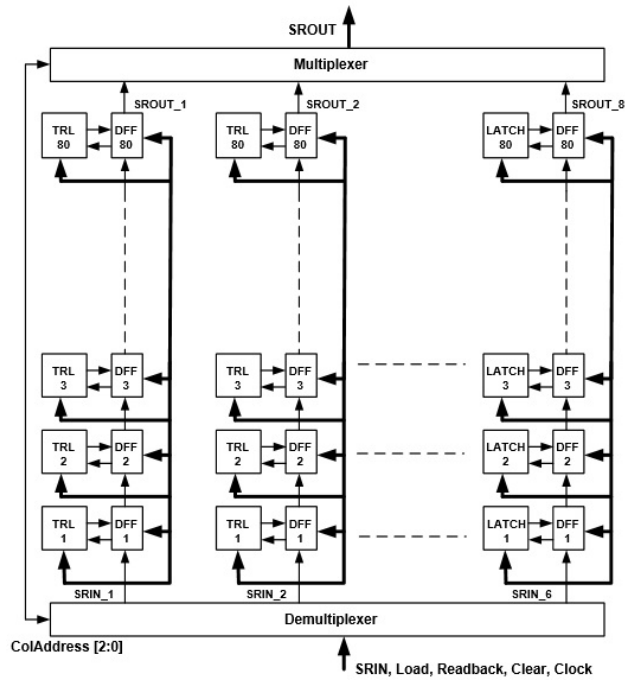 SROUT
Multiplexer
SROUT_1 SROUT_2 SROUT_8
TRL DFF TRL DFF LATCH DFF
80 80 80 80 80 80
TRL DFF TRL DFF LATCH DFF
3 3 3 3 3 3
TRL DFF TRL DFF LATCH DFF
2 2 2 2 2 2
TRL DFF TRL DFF LATCH DFF
1 1 1 1 1 1
SRIN_1 SRIN_2 SRIN_6
Demultiplexer
ColAddress [2:0]
SRIN, Load, Readback, Clear, Clock